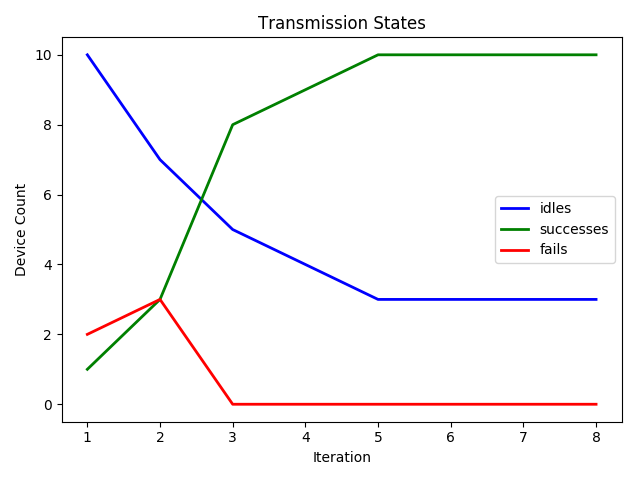 Transmission States
Device Count
10
8
6
4
2
0
idles
successes
fails
1 2 3 4 5 6 7 8
Iteration